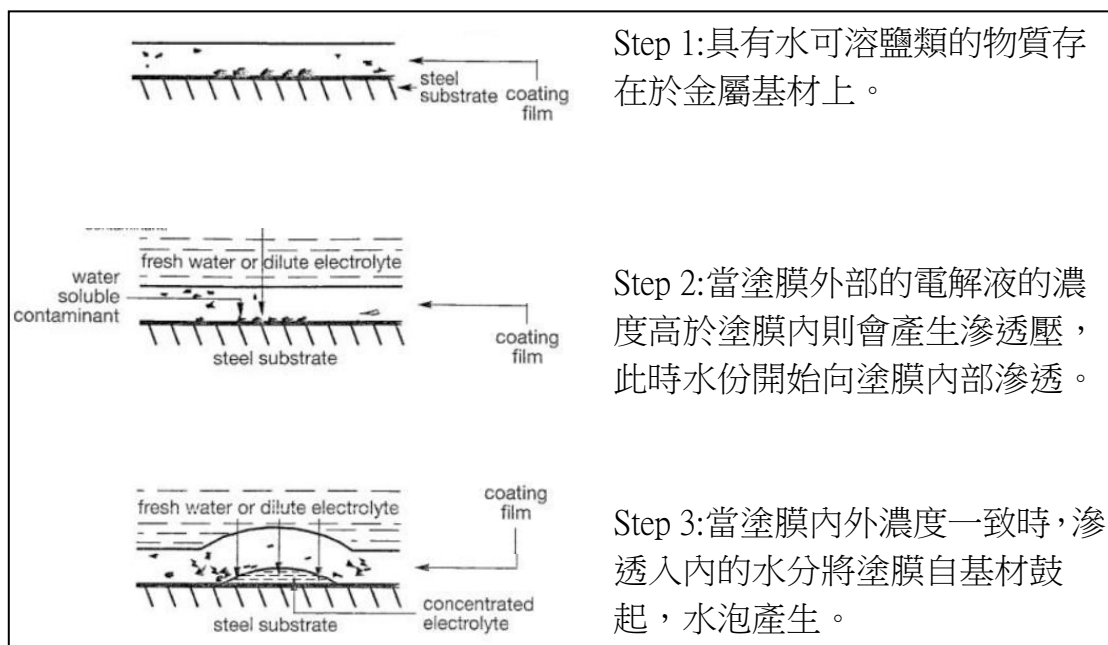 Step 1:具有水可溶鹽類的物質存
在於金屬基材上。
steel
substrate
coating
film
fresh water or dilute electrolyte
water
soluble
contaminant
steel substrate
coating
film
Step 2:當塗膜外部的電解液的濃
度高於塗膜內則會產生滲透壓，
此時水份開始向塗膜內部滲透。
fresh water or dilute electrolyte
coating
film
steel substrate
concentrated
electrolyte
Step 3:當塗膜內外濃度一致時，滲
透入內的水分將塗膜自基材鼓
起，水泡產生。